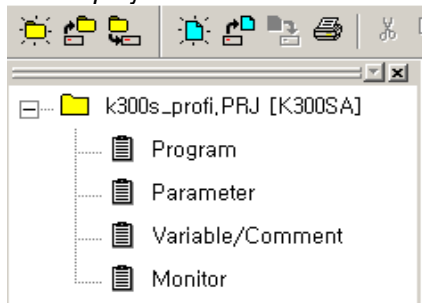 k300s_profi,PRJ [K300SA]
Program
Parameter
Variable/Comment
Monitor